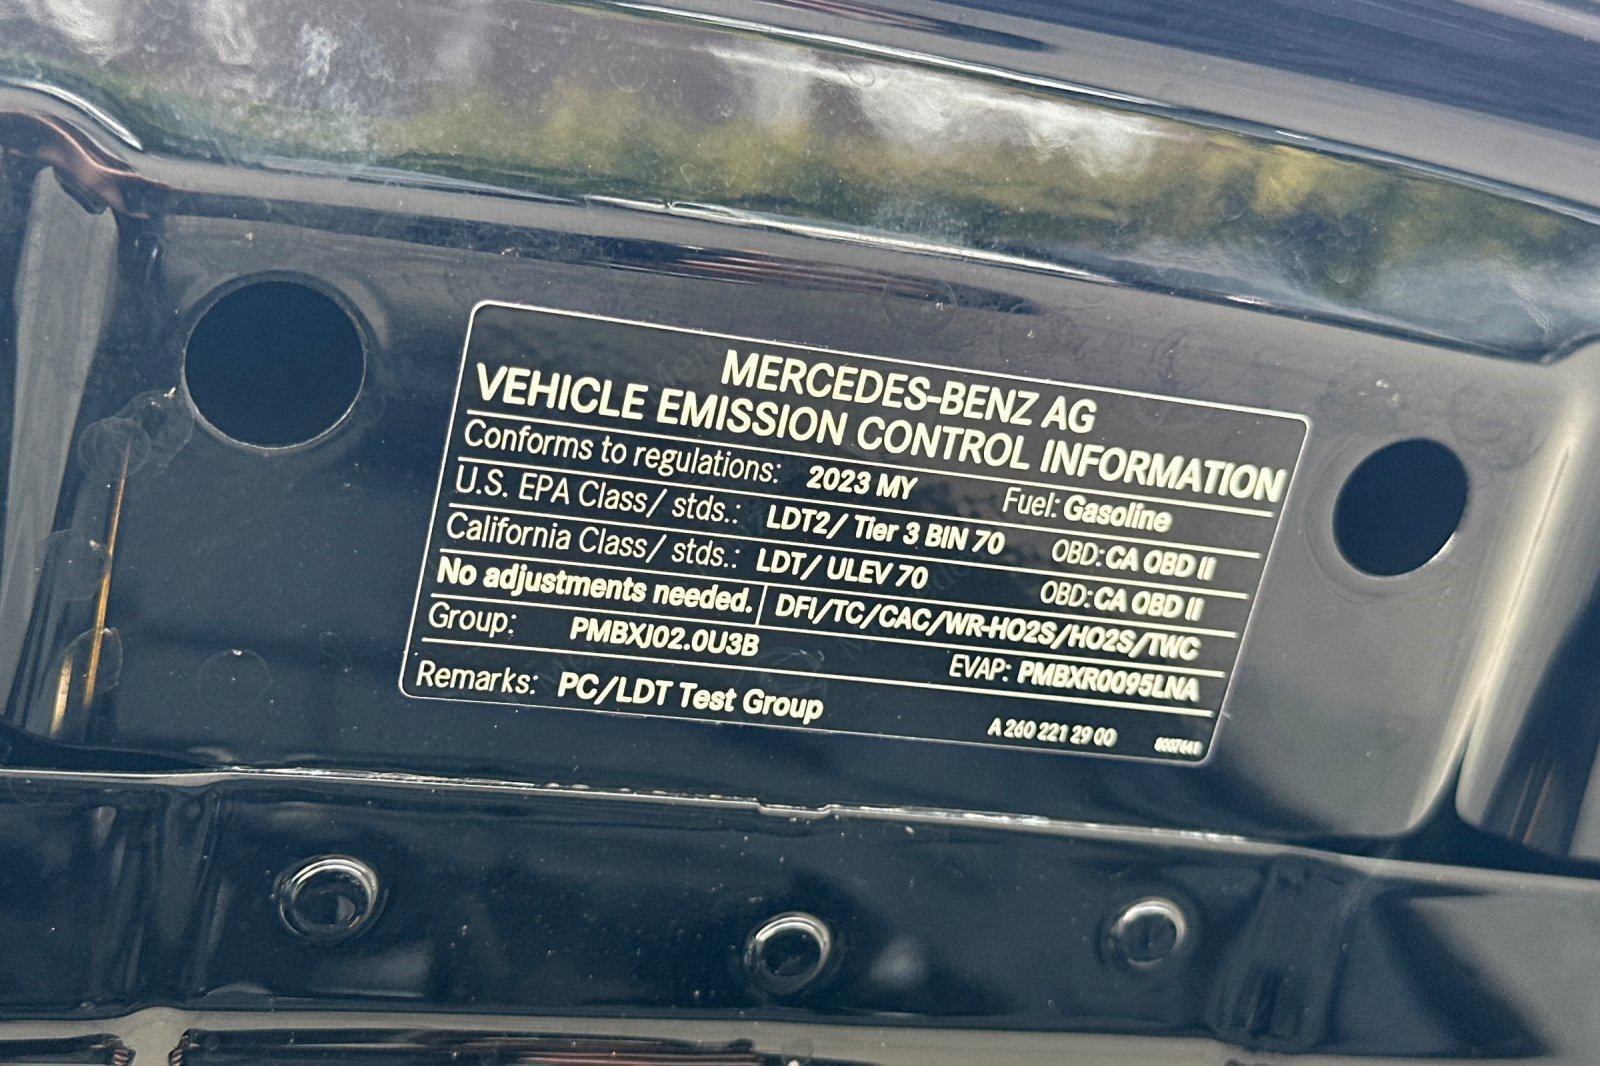 MERCEDES-BENZ AG
VEHICLE EMISSION CONTROL INFORMATION
Conforms to regulations: 2023 MY Fuel: Gasoline
U.S. EPA Class/ stds.: LDT2/ Tier 3 BIN 70 OBD: CA OBD II
California Class/ stds.: LDT/ ULEV 70 OBD: CA OBD II
No adjustments needed. DFI/TC/CAC/WR-HO2S/HO2S/TWC
Group: PMBXJ02.0U3B EVAP: PMBXR0095LNA
Remarks: PC/LDT Test Group
A 260 221 29 00